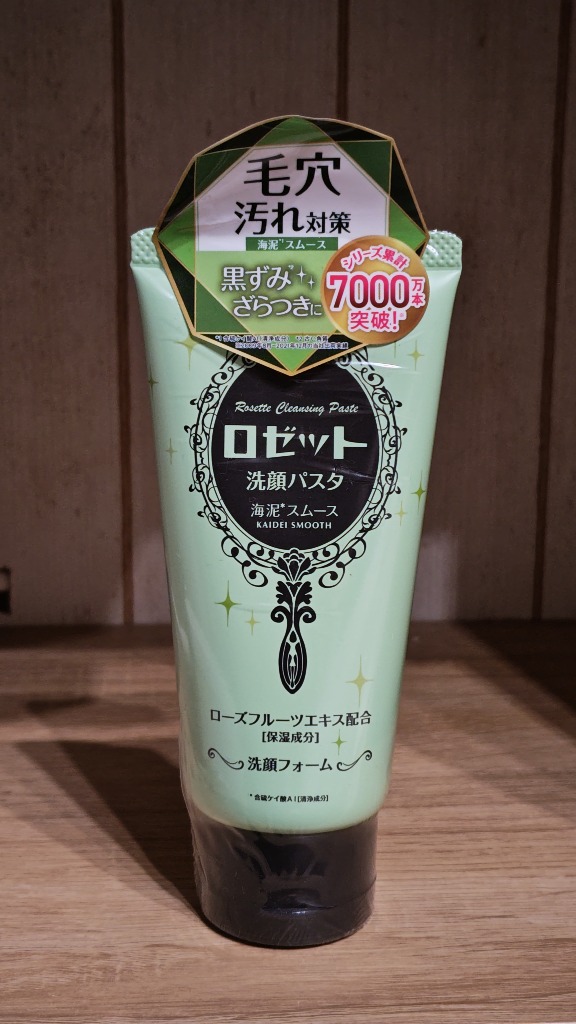 毛穴
汚れ対策
海泥*¹スムース
黒ずみ*²
ざらつきに
シリーズ累計
7000万本
突破!
Rosette Cleansing Paste
ロゼット
洗顔パスタ
海泥*スムース
KAIDEI SMOOTH
ローズフルーツエキス配合
[保湿成分]
洗顔フォーム
*含硫ケイ酸Al[清浄成分]